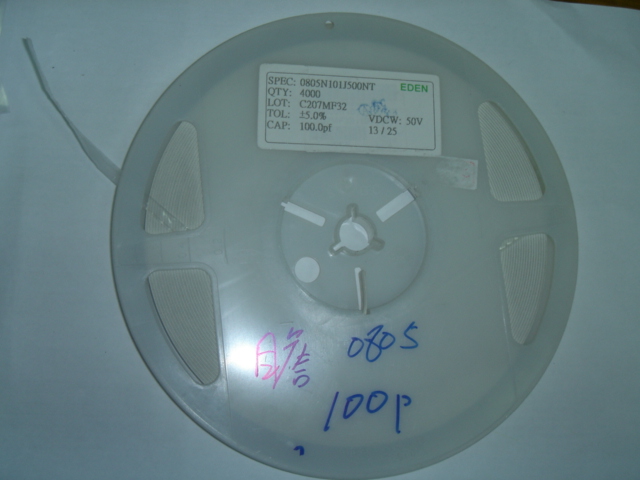 SPEC: 0805N101J500NT EDEN
QTY: 4000
LOT: C207MF32
TOL: ±5.0% VDCW: 50V
CAP: 100.0pf 13 / 25
0805
100p